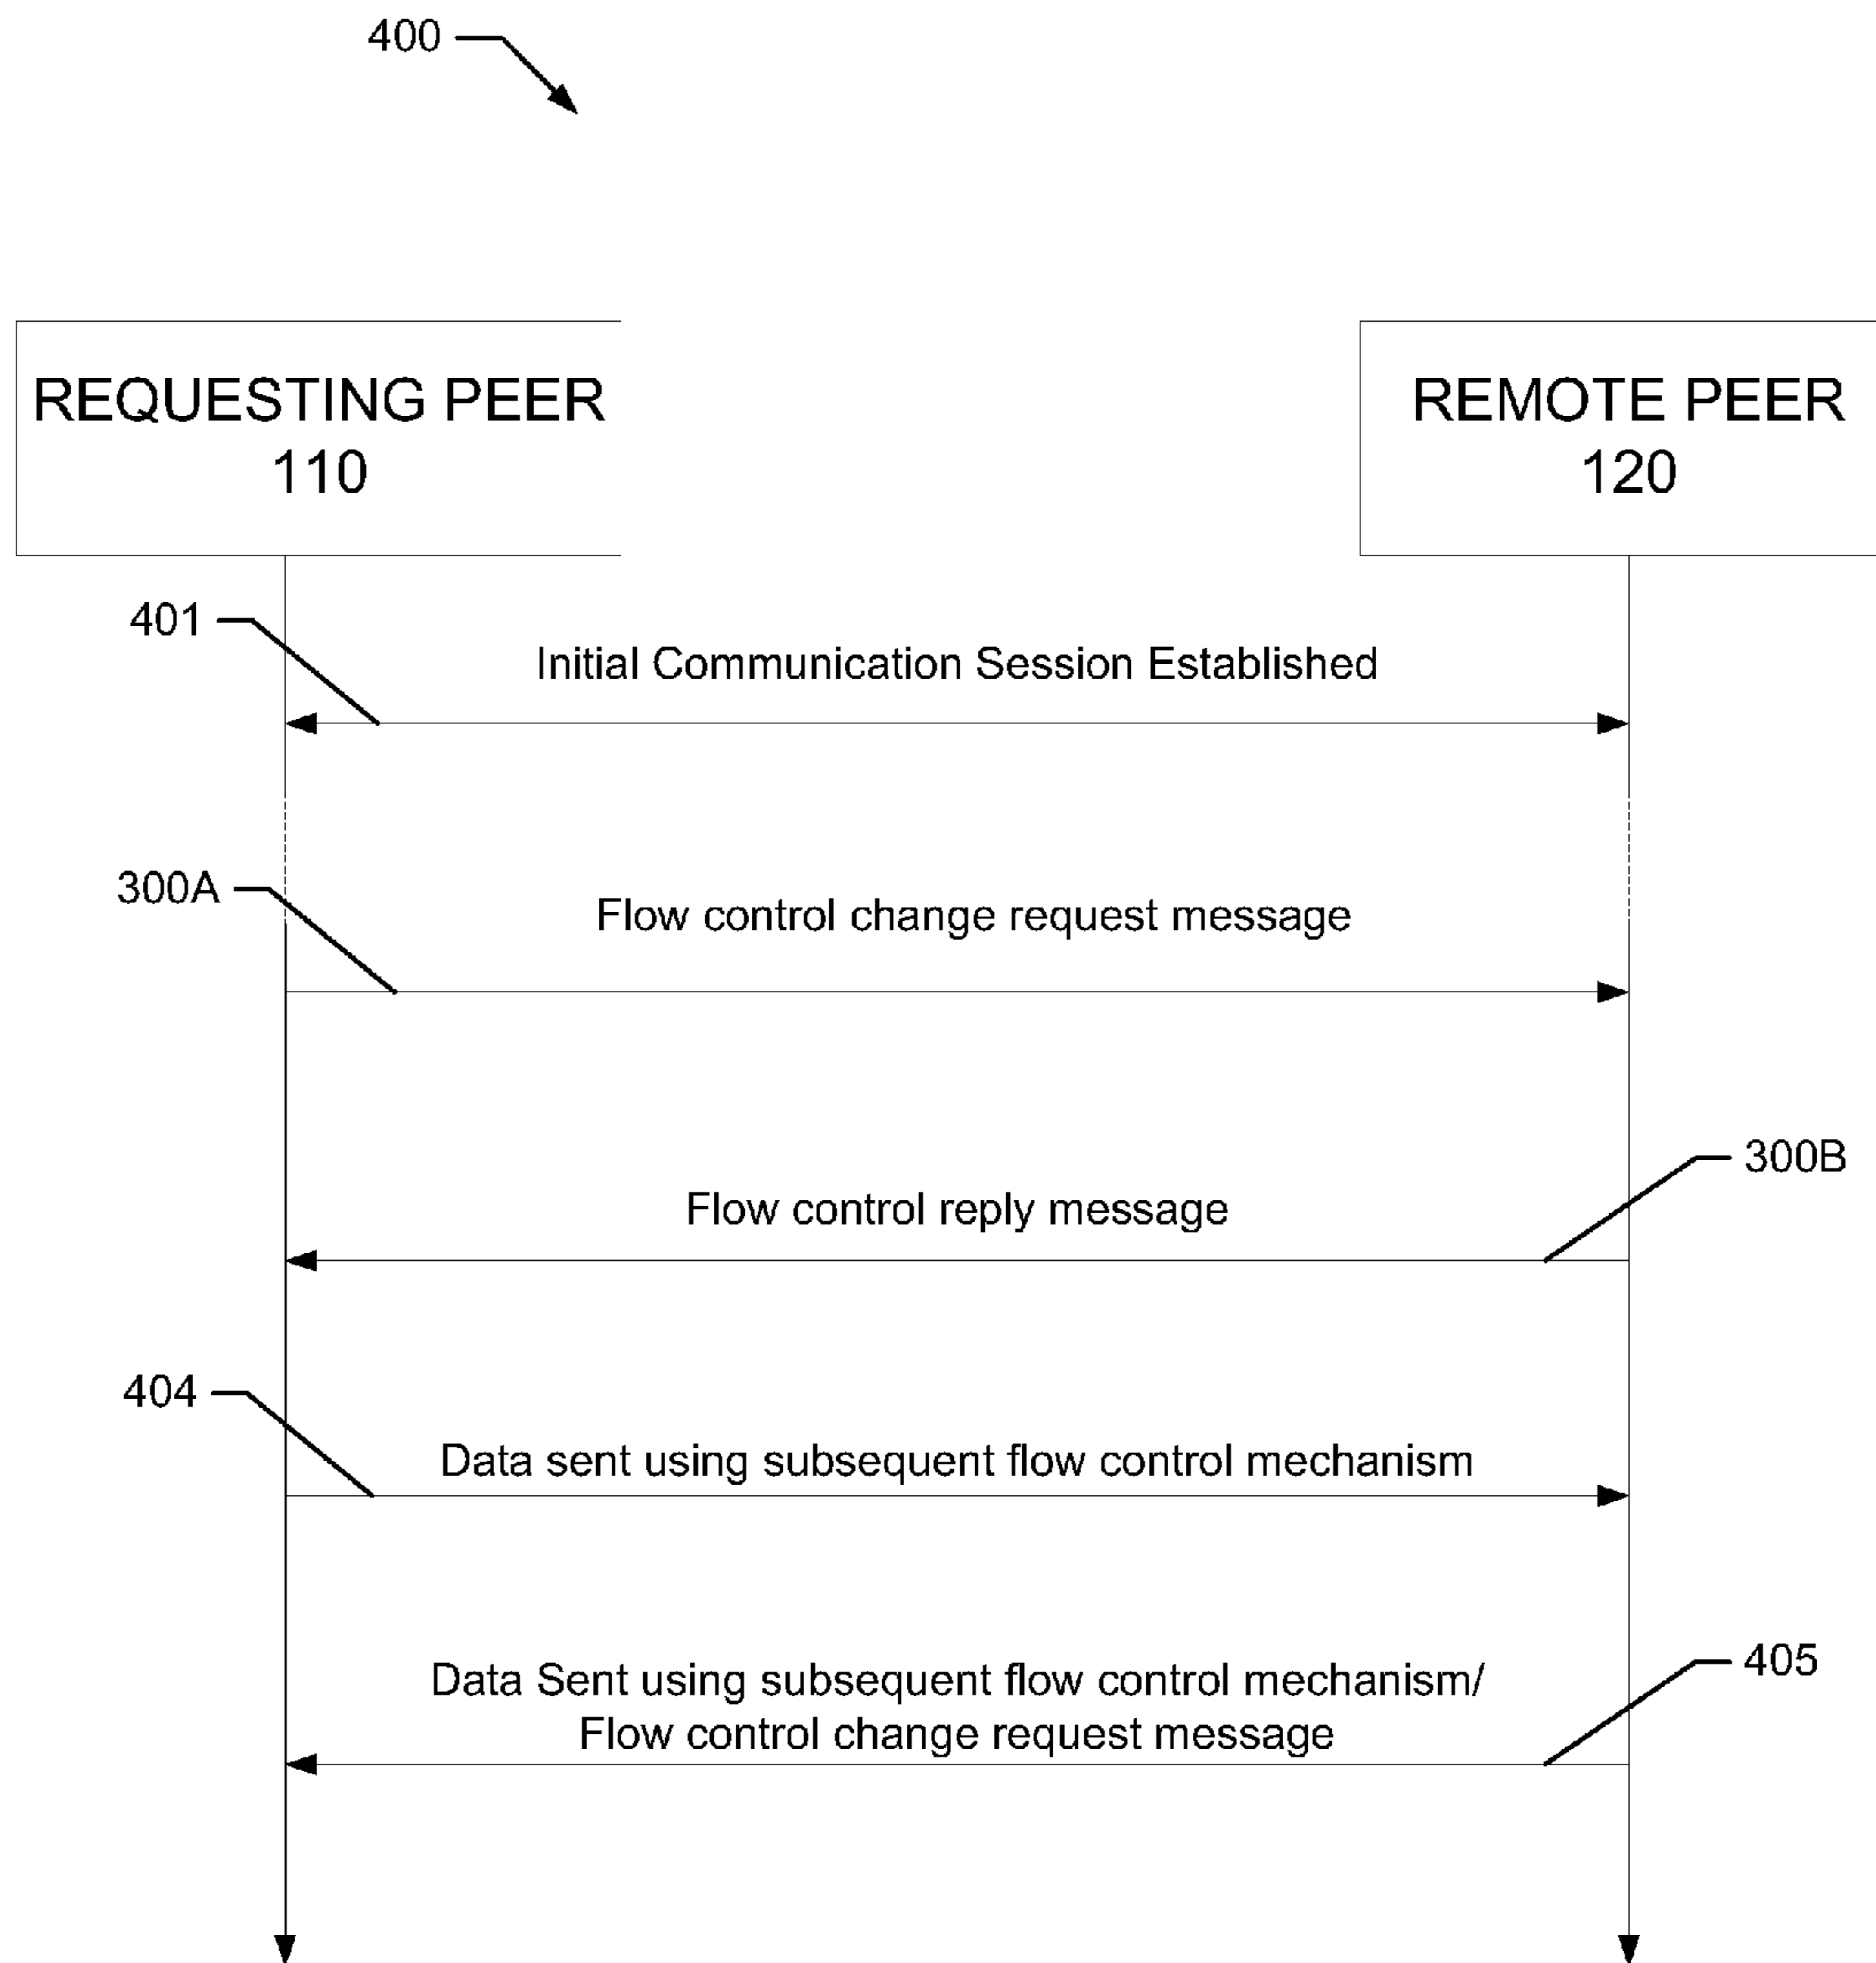 400
REQUESTING PEER
110
REMOTE PEER
120
401
Initial Communication Session Established
300A
Flow control change request message
300B
Flow control reply message
404
Data sent using subsequent flow control mechanism
405
Data Sent using subsequent flow control mechanism/
Flow control change request message